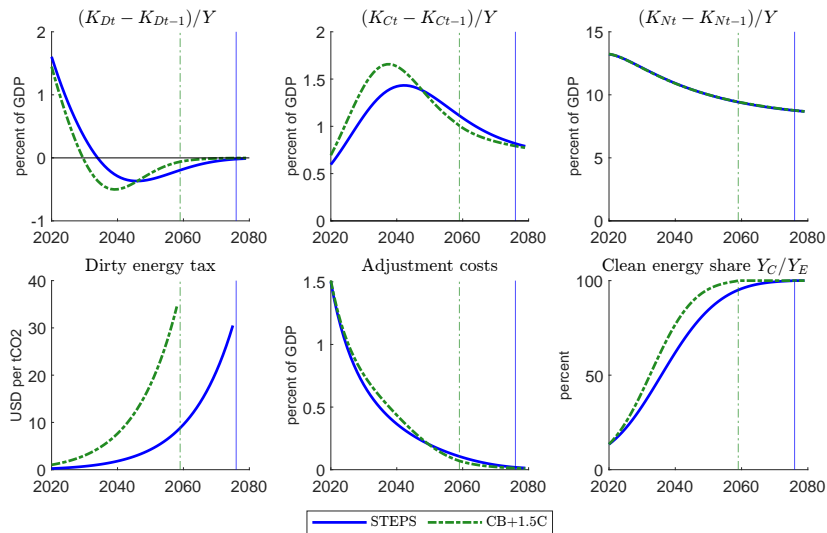 (K_{Dt} − K_{Dt−1})/Y
(K_{Ct} − K_{Ct−1})/Y
(K_{Nt} − K_{Nt−1})/Y
percent of GDP
2
1
0
-1
2020 2040 2060 2080
percent of GDP
2
1.5
1
0.5
0
2020 2040 2060 2080
percent of GDP
15
10
5
0
2020 2040 2060 2080
Dirty energy tax
Adjustment costs
Clean energy share Y_C/Y_E
USD per tCO2
40
30
20
10
0
2020 2040 2060 2080
percent of GDP
1.5
1
0.5
0
2020 2040 2060 2080
percent
100
50
0
2020 2040 2060 2080
STEPS CB+1.5C